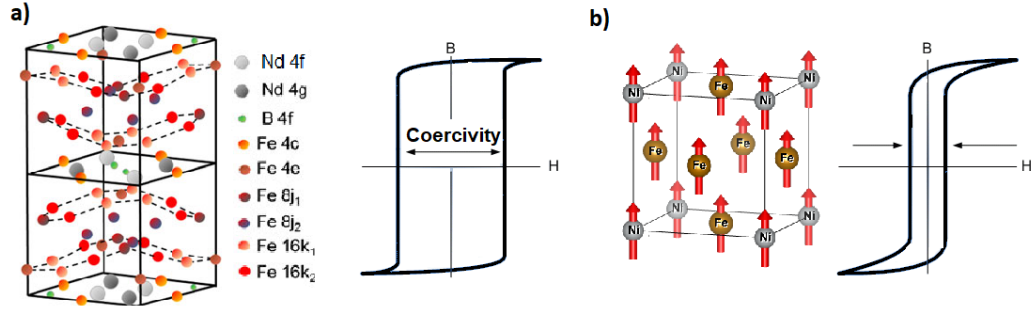 a)
Nd 4f
Nd 4g
B 4f
Fe 4c
Fe 4e
Fe 8j₁
Fe 8j₂
Fe 16k₁
Fe 16k₂
B
Coercivity
H
b)
Ni
Ni
Fe
Ni
Ni
Fe
Fe
Fe
Fe
Ni
Ni
Fe
Ni
Ni
B
H